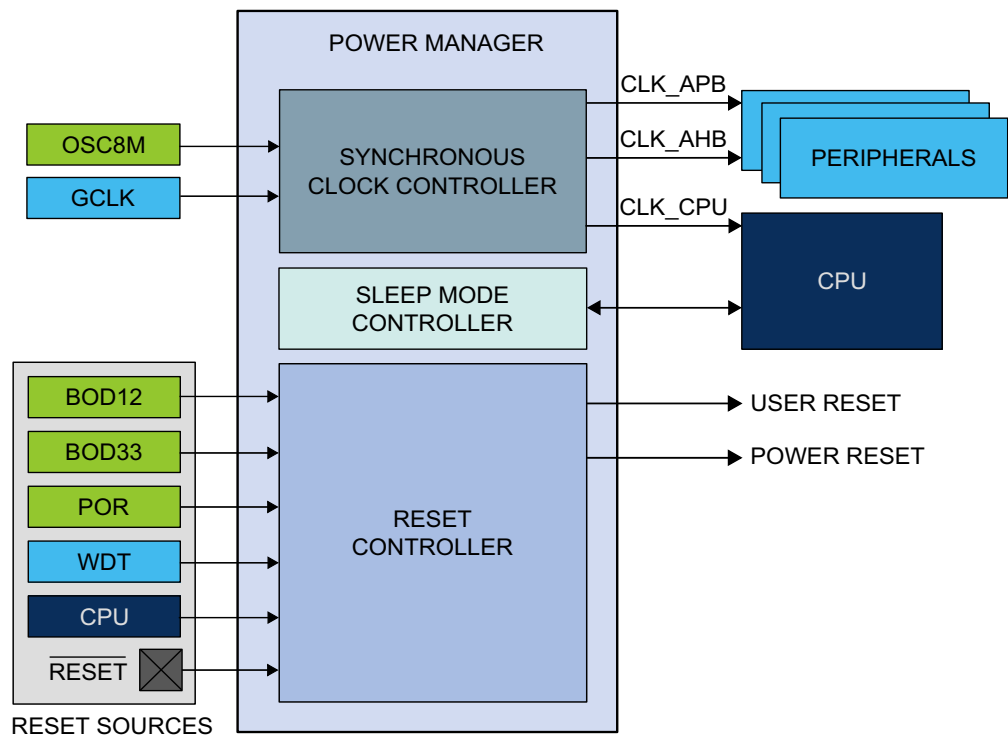 POWER MANAGER
OSC8M
GCLK
SYNCHRONOUS
CLOCK CONTROLLER
CLK_APB
CLK_AHB
CLK_CPU
PERIPHERALS
CPU
SLEEP MODE
CONTROLLER
BOD12
BOD33
POR
WDT
CPU
RESET
RESET SOURCES
RESET
CONTROLLER
USER RESET
POWER RESET